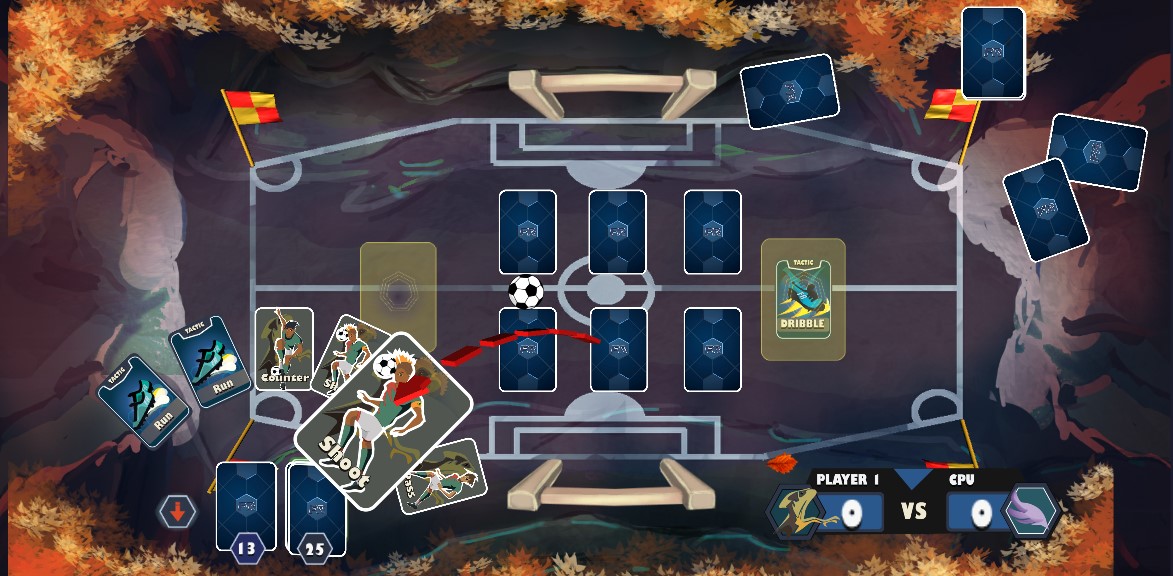 TACTIC
DRIBBLE
Counter
TACTIC
Run
TACTIC
Run
Shoot
PLAYER 1
CPU
0
VS
0
13
25